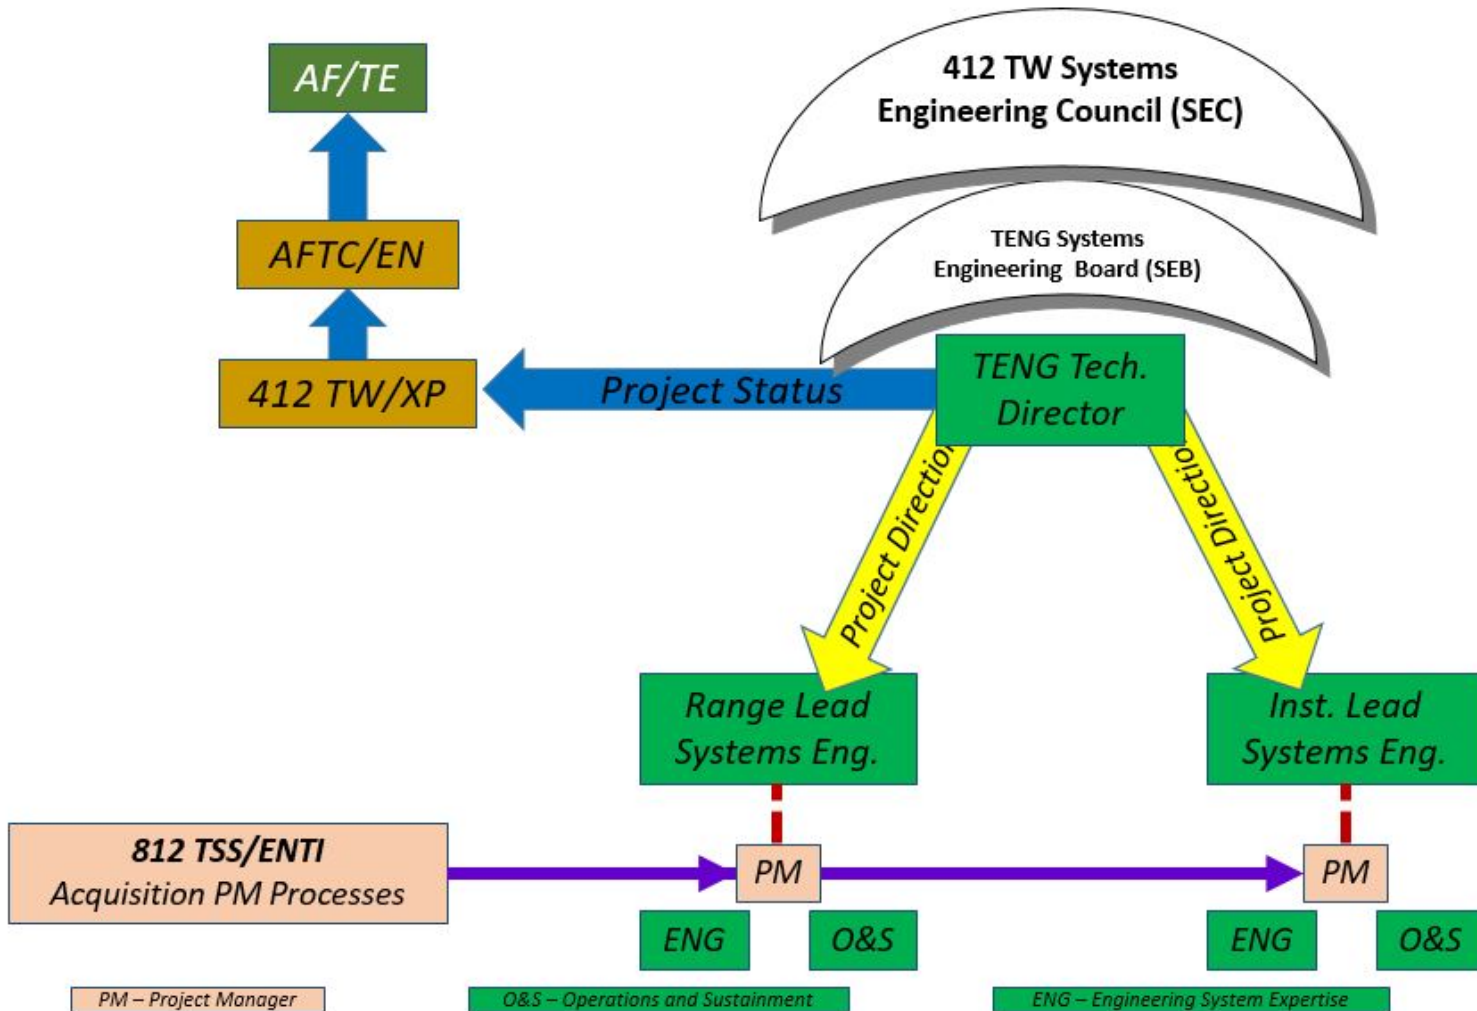 AF/TE
412 TW Systems
Engineering Council (SEC)
AFTC/EN
TENG Systems
Engineering Board (SEB)
412 TW/XP
Project Status
TENG Tech.
Director
Project Direction
Project Direction
Range Lead
Systems Eng.
Inst. Lead
Systems Eng.
812 TSS/ENTI
Acquisition PM Processes
PM
PM
ENG
O&S
ENG
O&S
PM – Project Manager
O&S – Operations and Sustainment
ENG – Engineering System Expertise